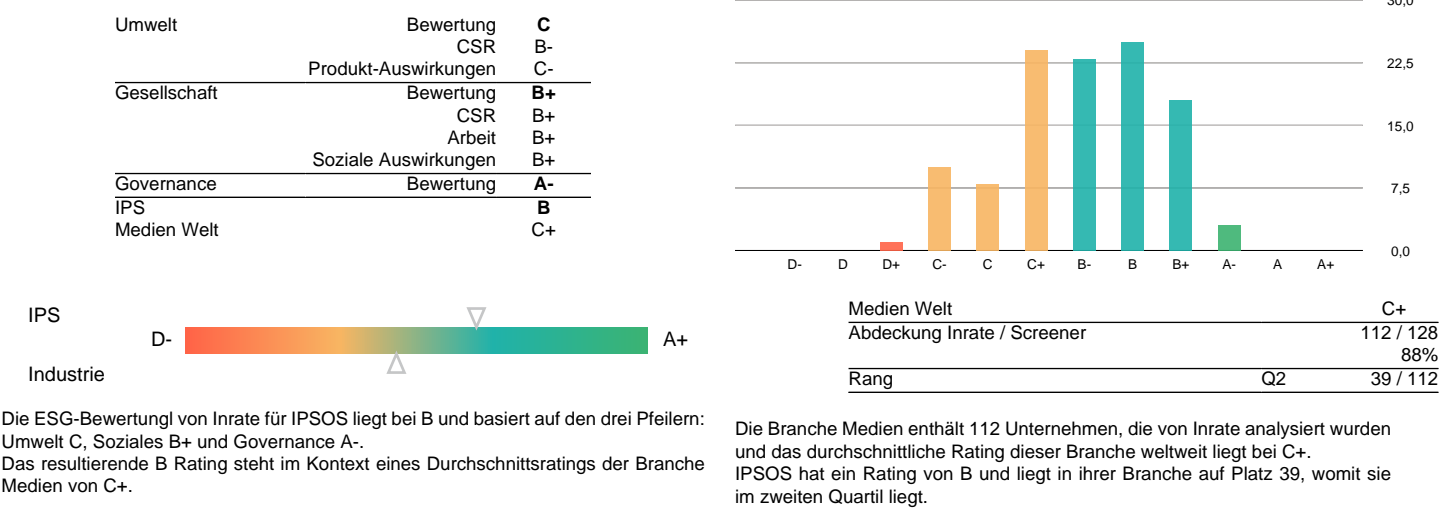 Umwelt Bewertung C
CSR B-
Produkt-Auswirkungen C-
Gesellschaft Bewertung B+
CSR B+
Arbeit B+
Soziale Auswirkungen B+
Governance Bewertung A-
IPS B
Medien Welt C+
IPS
D- A+
Industrie
Die ESG-Bewertungl von Inrate für IPSOS liegt bei B und basiert auf den drei Pfeilern:
Umwelt C, Soziales B+ und Governance A-.
Das resultierende B Rating steht im Kontext eines Durchschnittsratings der Branche
Medien von C+.
30,0
22,5
15,0
7,5
0,0
D- D D+ C- C C+ B- B B+ A- A A+
Medien Welt C+
Abdeckung Inrate / Screener 112 / 128
88%
Rang Q2 39 / 112
Die Branche Medien enthält 112 Unternehmen, die von Inrate analysiert wurden
und das durchschnittliche Rating dieser Branche weltweit liegt bei C+.
IPSOS hat ein Rating von B und liegt in ihrer Branche auf Platz 39, womit sie
im zweiten Quartil liegt.